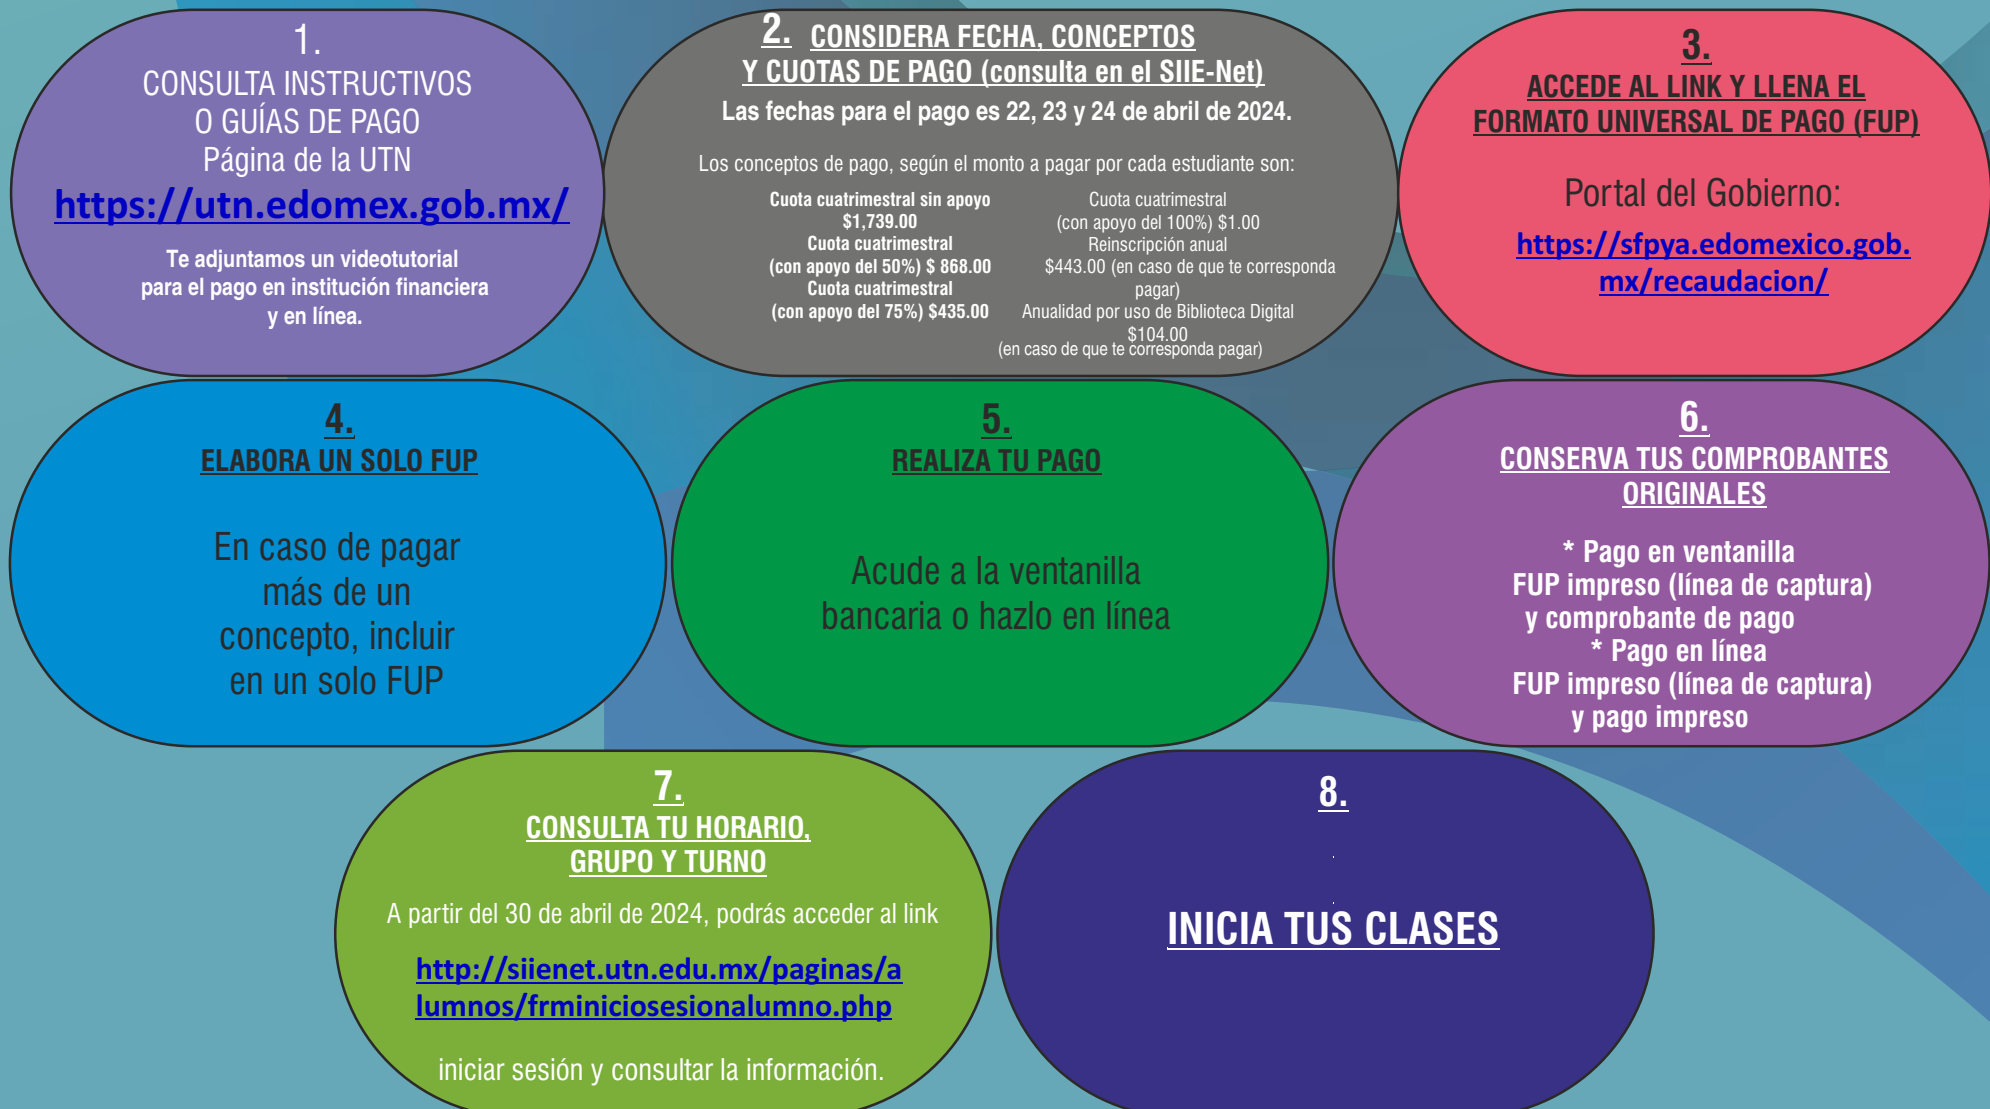 1.
CONSULTA INSTRUCTIVOS
O GUÍAS DE PAGO
Página de la UTN
https://utn.edomex.gob.mx/
Te adjuntamos un videotutorial
para el pago en institución financiera
y en línea.
2. CONSIDERA FECHA, CONCEPTOS
Y CUOTAS DE PAGO (consulta en el SIIE-Net)
Las fechas para el pago es 22, 23 y 24 de abril de 2024.
Los conceptos de pago, según el monto a pagar por cada estudiante son:
Cuota cuatrimestral sin apoyo
$1,739.00
Cuota cuatrimestral
(con apoyo del 50%) $ 868.00
Cuota cuatrimestral
(con apoyo del 75%) $435.00
Cuota cuatrimestral
(con apoyo del 100%) $1.00
Reinscripción anual
$443.00 (en caso de que te corresponda
pagar)
Anualidad por uso de Biblioteca Digital
$104.00
(en caso de que te corresponda pagar)
3.
ACCEDE AL LINK Y LLENA EL
FORMATO UNIVERSAL DE PAGO (FUP)
Portal del Gobierno:
https://sfpya.edomexico.gob.
mx/recaudacion/
4.
ELABORA UN SOLO FUP
En caso de pagar
más de un
concepto, incluir
en un solo FUP
5.
REALIZA TU PAGO
Acude a la ventanilla
bancaria o hazlo en línea
6.
CONSERVA TUS COMPROBANTES
ORIGINALES
* Pago en ventanilla
FUP impreso (línea de captura)
y comprobante de pago
* Pago en línea
FUP impreso (línea de captura)
y pago impreso
7.
CONSULTA TU HORARIO,
GRUPO Y TURNO
A partir del 30 de abril de 2024, podrás acceder al link
http://siienet.utn.edu.mx/paginas/a
lumnos/frminiciosesionalumno.php
iniciar sesión y consultar la información.
8.
.
.
INICIA TUS CLASES